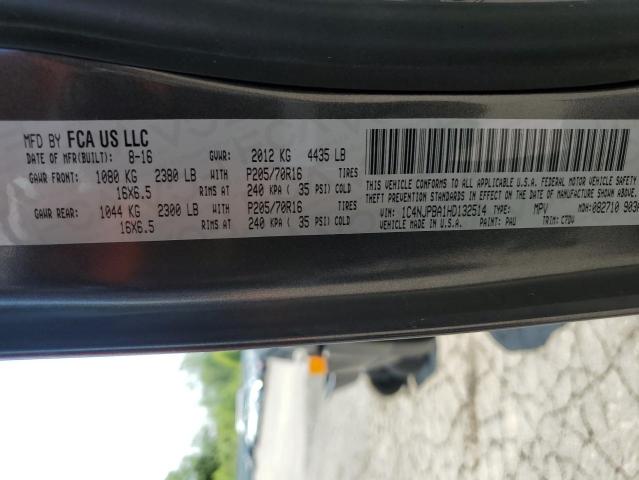 MFD BY FCA US LLC
DATE OF MFR(BUILT): 8-16 GVWR: 2012 KG 4435 LB
GAWR FRONT: 1080 KG 2380 LB WITH P205/70R16 TIRES
16X6.5 RIMS AT 240 KPA ( 35 PSI) COLD
GAWR REAR: 1044 KG 2300 LB WITH P205/70R16 TIRES
16X6.5 RIMS AT 240 KPA ( 35 PSI) COLD
THIS VEHICLE CONFORMS TO ALL APPLICABLE U.S.A. FEDERAL MOTOR VEHICLE
THEFT PREVENTION STANDARDS IN EFFECT ON THE DATE OF MANUFACTURE
VIN: 1C4NJPBA1HD132514 TYPE: MPV MDH: 082710 903
MADE IN U.S.A. PAINT: PAU TRIM: C7DV